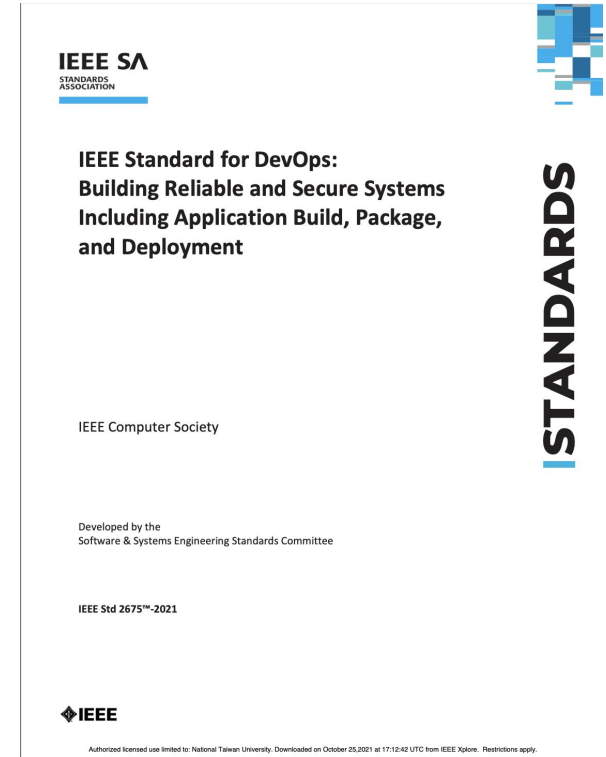 IEEE SA
STANDARDS
ASSOCIATION
IEEE Standard for DevOps:
Building Reliable and Secure Systems
Including Application Build, Package,
and Deployment
STANDARDS
IEEE Computer Society
Developed by the
Software & Systems Engineering Standards Committee
IEEE Std 2675™-2021
IEEE
Authorized licensed use limited to: National Taiwan University. Downloaded on October 25,2021 at 17:12:42 UTC from IEEE Xplore. Restrictions apply.